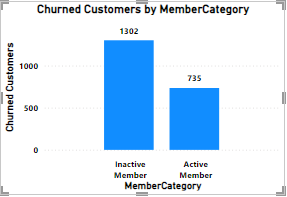 Churned Customers by MemberCategory
Churned Customers
1302
735
1000
500
0
Inactive
Member
Active
Member
MemberCategory